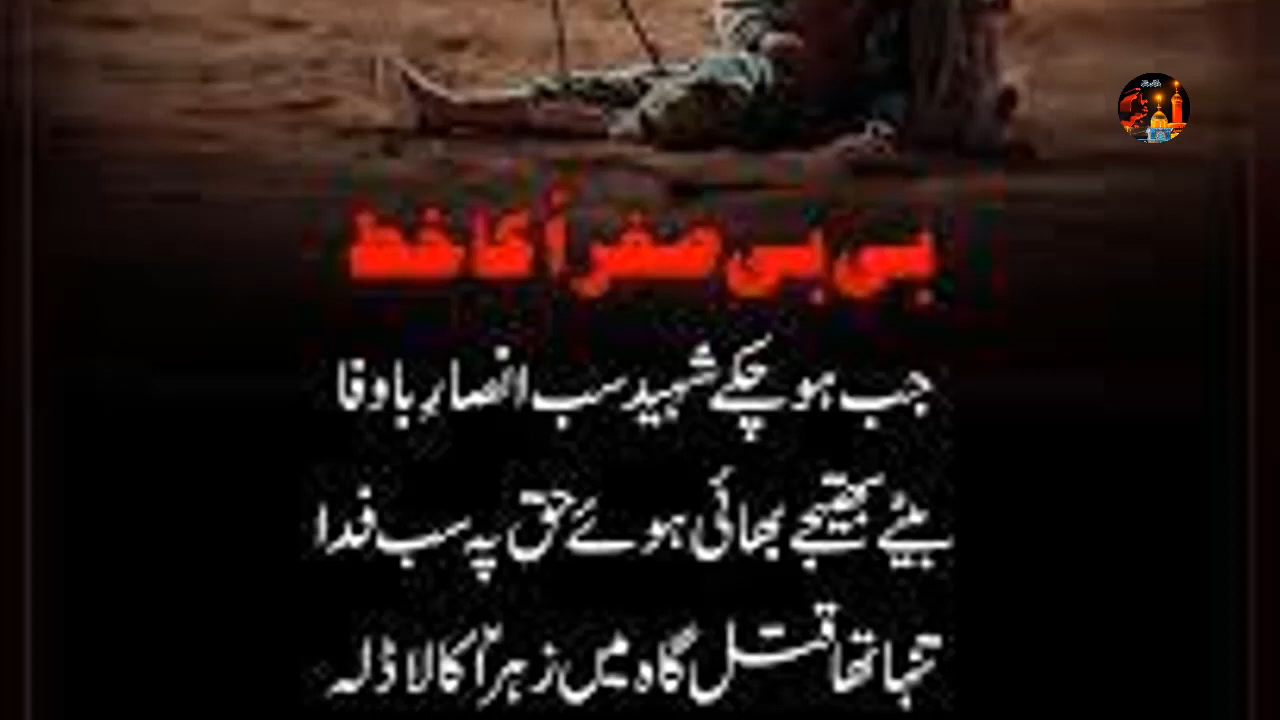 بی بی صغراؑ کا خط
جب ہو چکے شہید سب انصارِ باوفا
بیٹے بھتیجے بھائی ہوئے حق پہ سب فدا
تنہا تھا قتل گاہ میں زہراؑ کا لاڈلہ